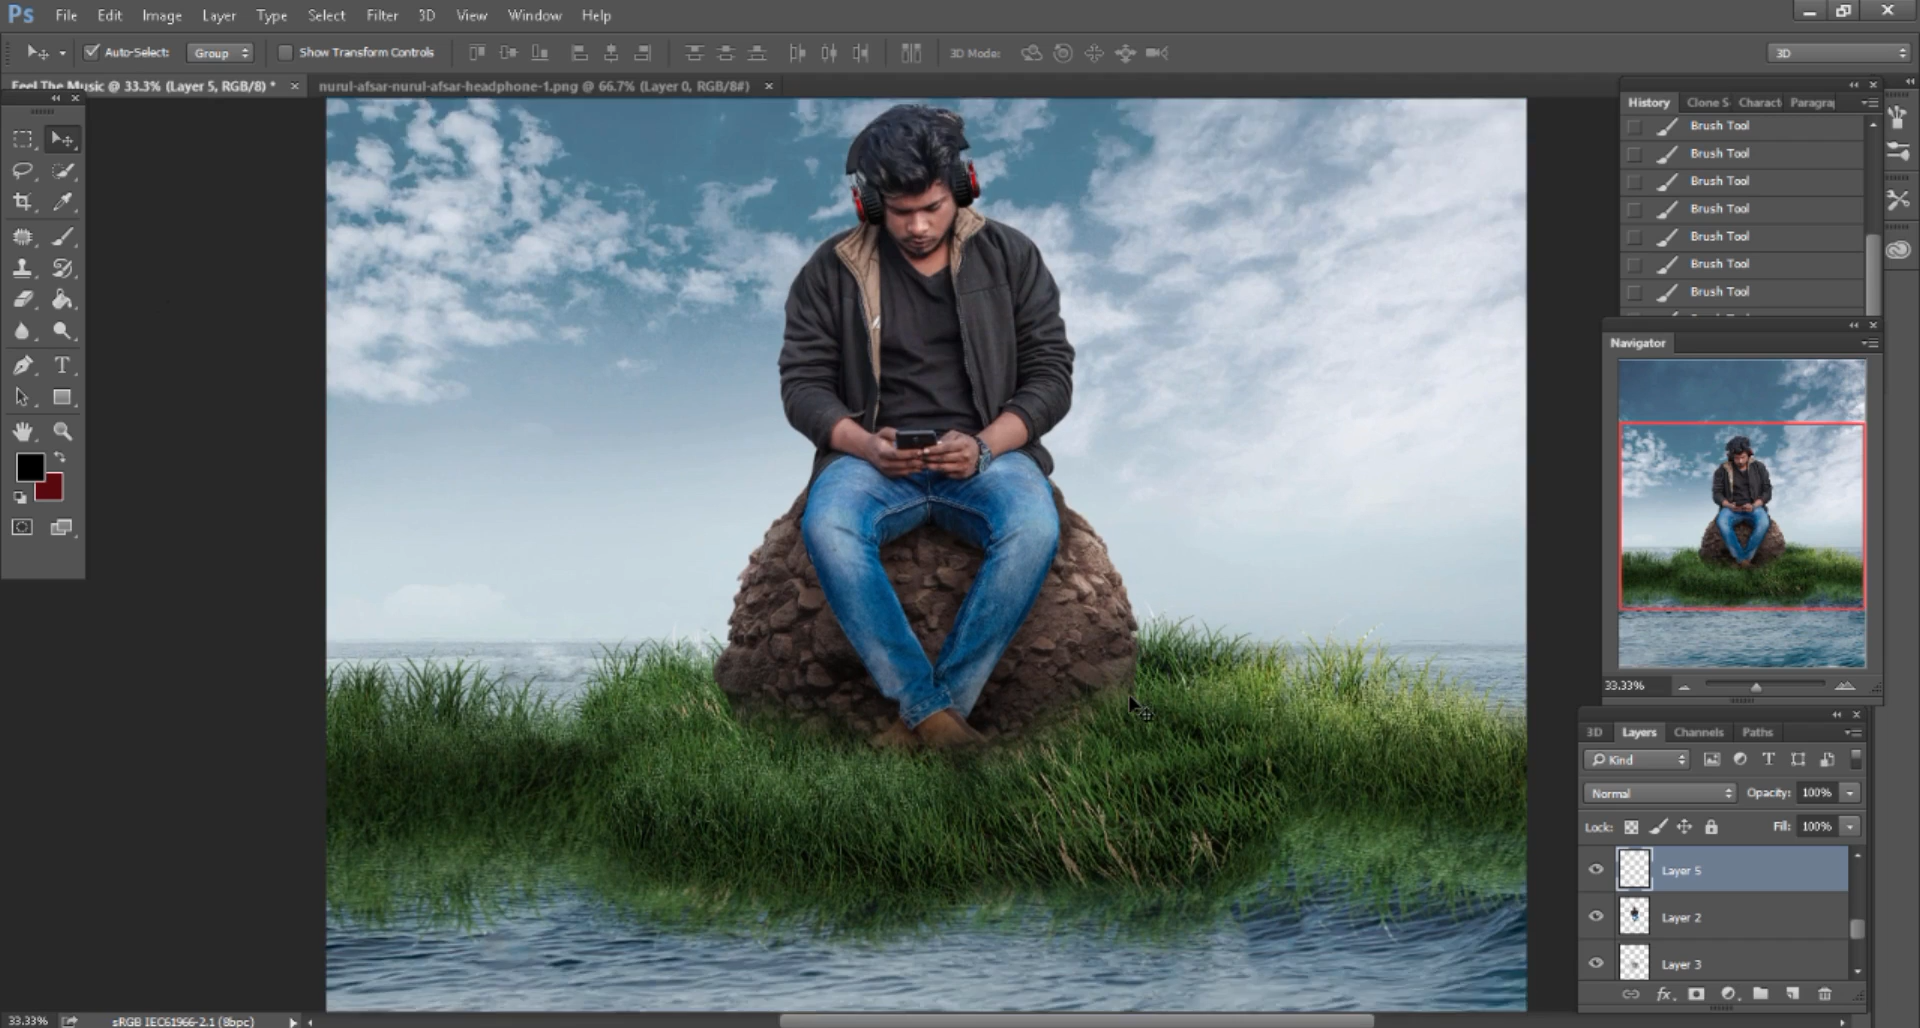 Ps File Edit Image Layer Type Select Filter 3D View Window Help
Auto-Select: Group Show Transform Controls 3D Mode: 3D
Feel The Music @ 33.3% (Layer 5, RGB/8) * × nurul-afsar-nurul-afsar-headphone-1.png @ 66.7% (Layer 0, RGB/8#) ×
History Clone S Charact Paragra
Brush Tool
Brush Tool
Brush Tool
Brush Tool
Brush Tool
Brush Tool
Brush Tool
Navigator
33.33%
3D Layers Channels Paths
Kind
Normal Opacity: 100%
Lock: Fill: 100%
Layer 5
Layer 2
Layer 3
fx
33.33% sRGB IEC61966-2.1 (8bpc)